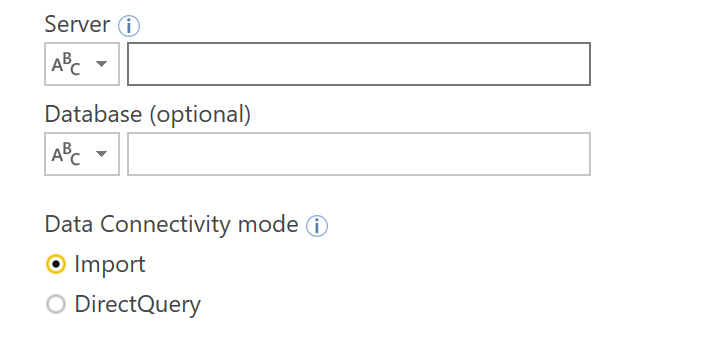 Server
ABC
Database (optional)
ABC
Data Connectivity mode
Import
DirectQuery